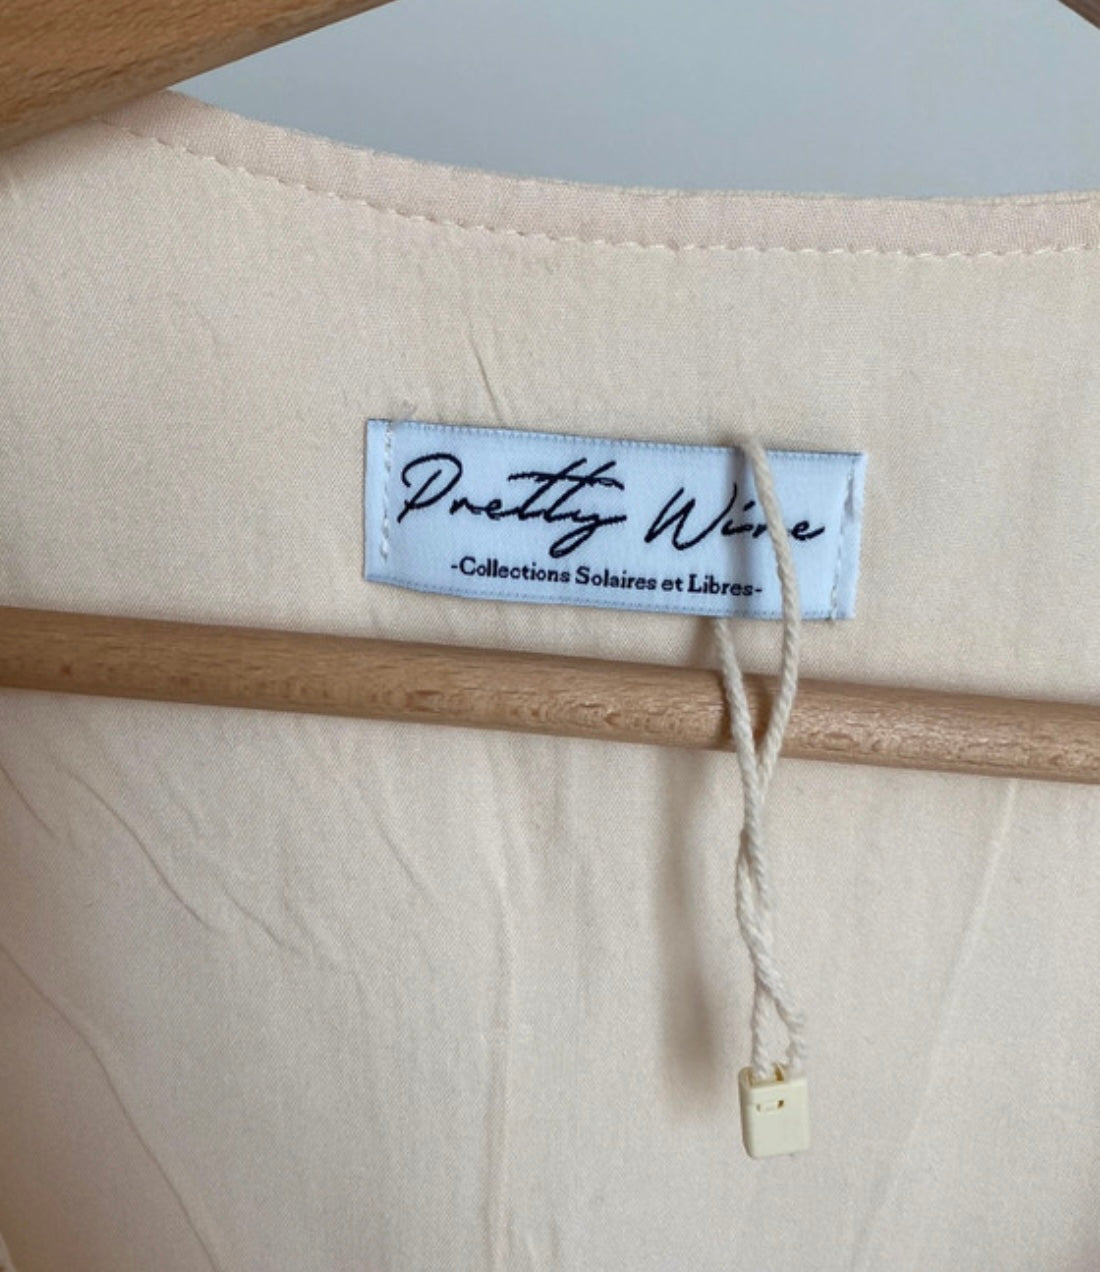 Pretty Wire
-Collections Solaires et Libres-